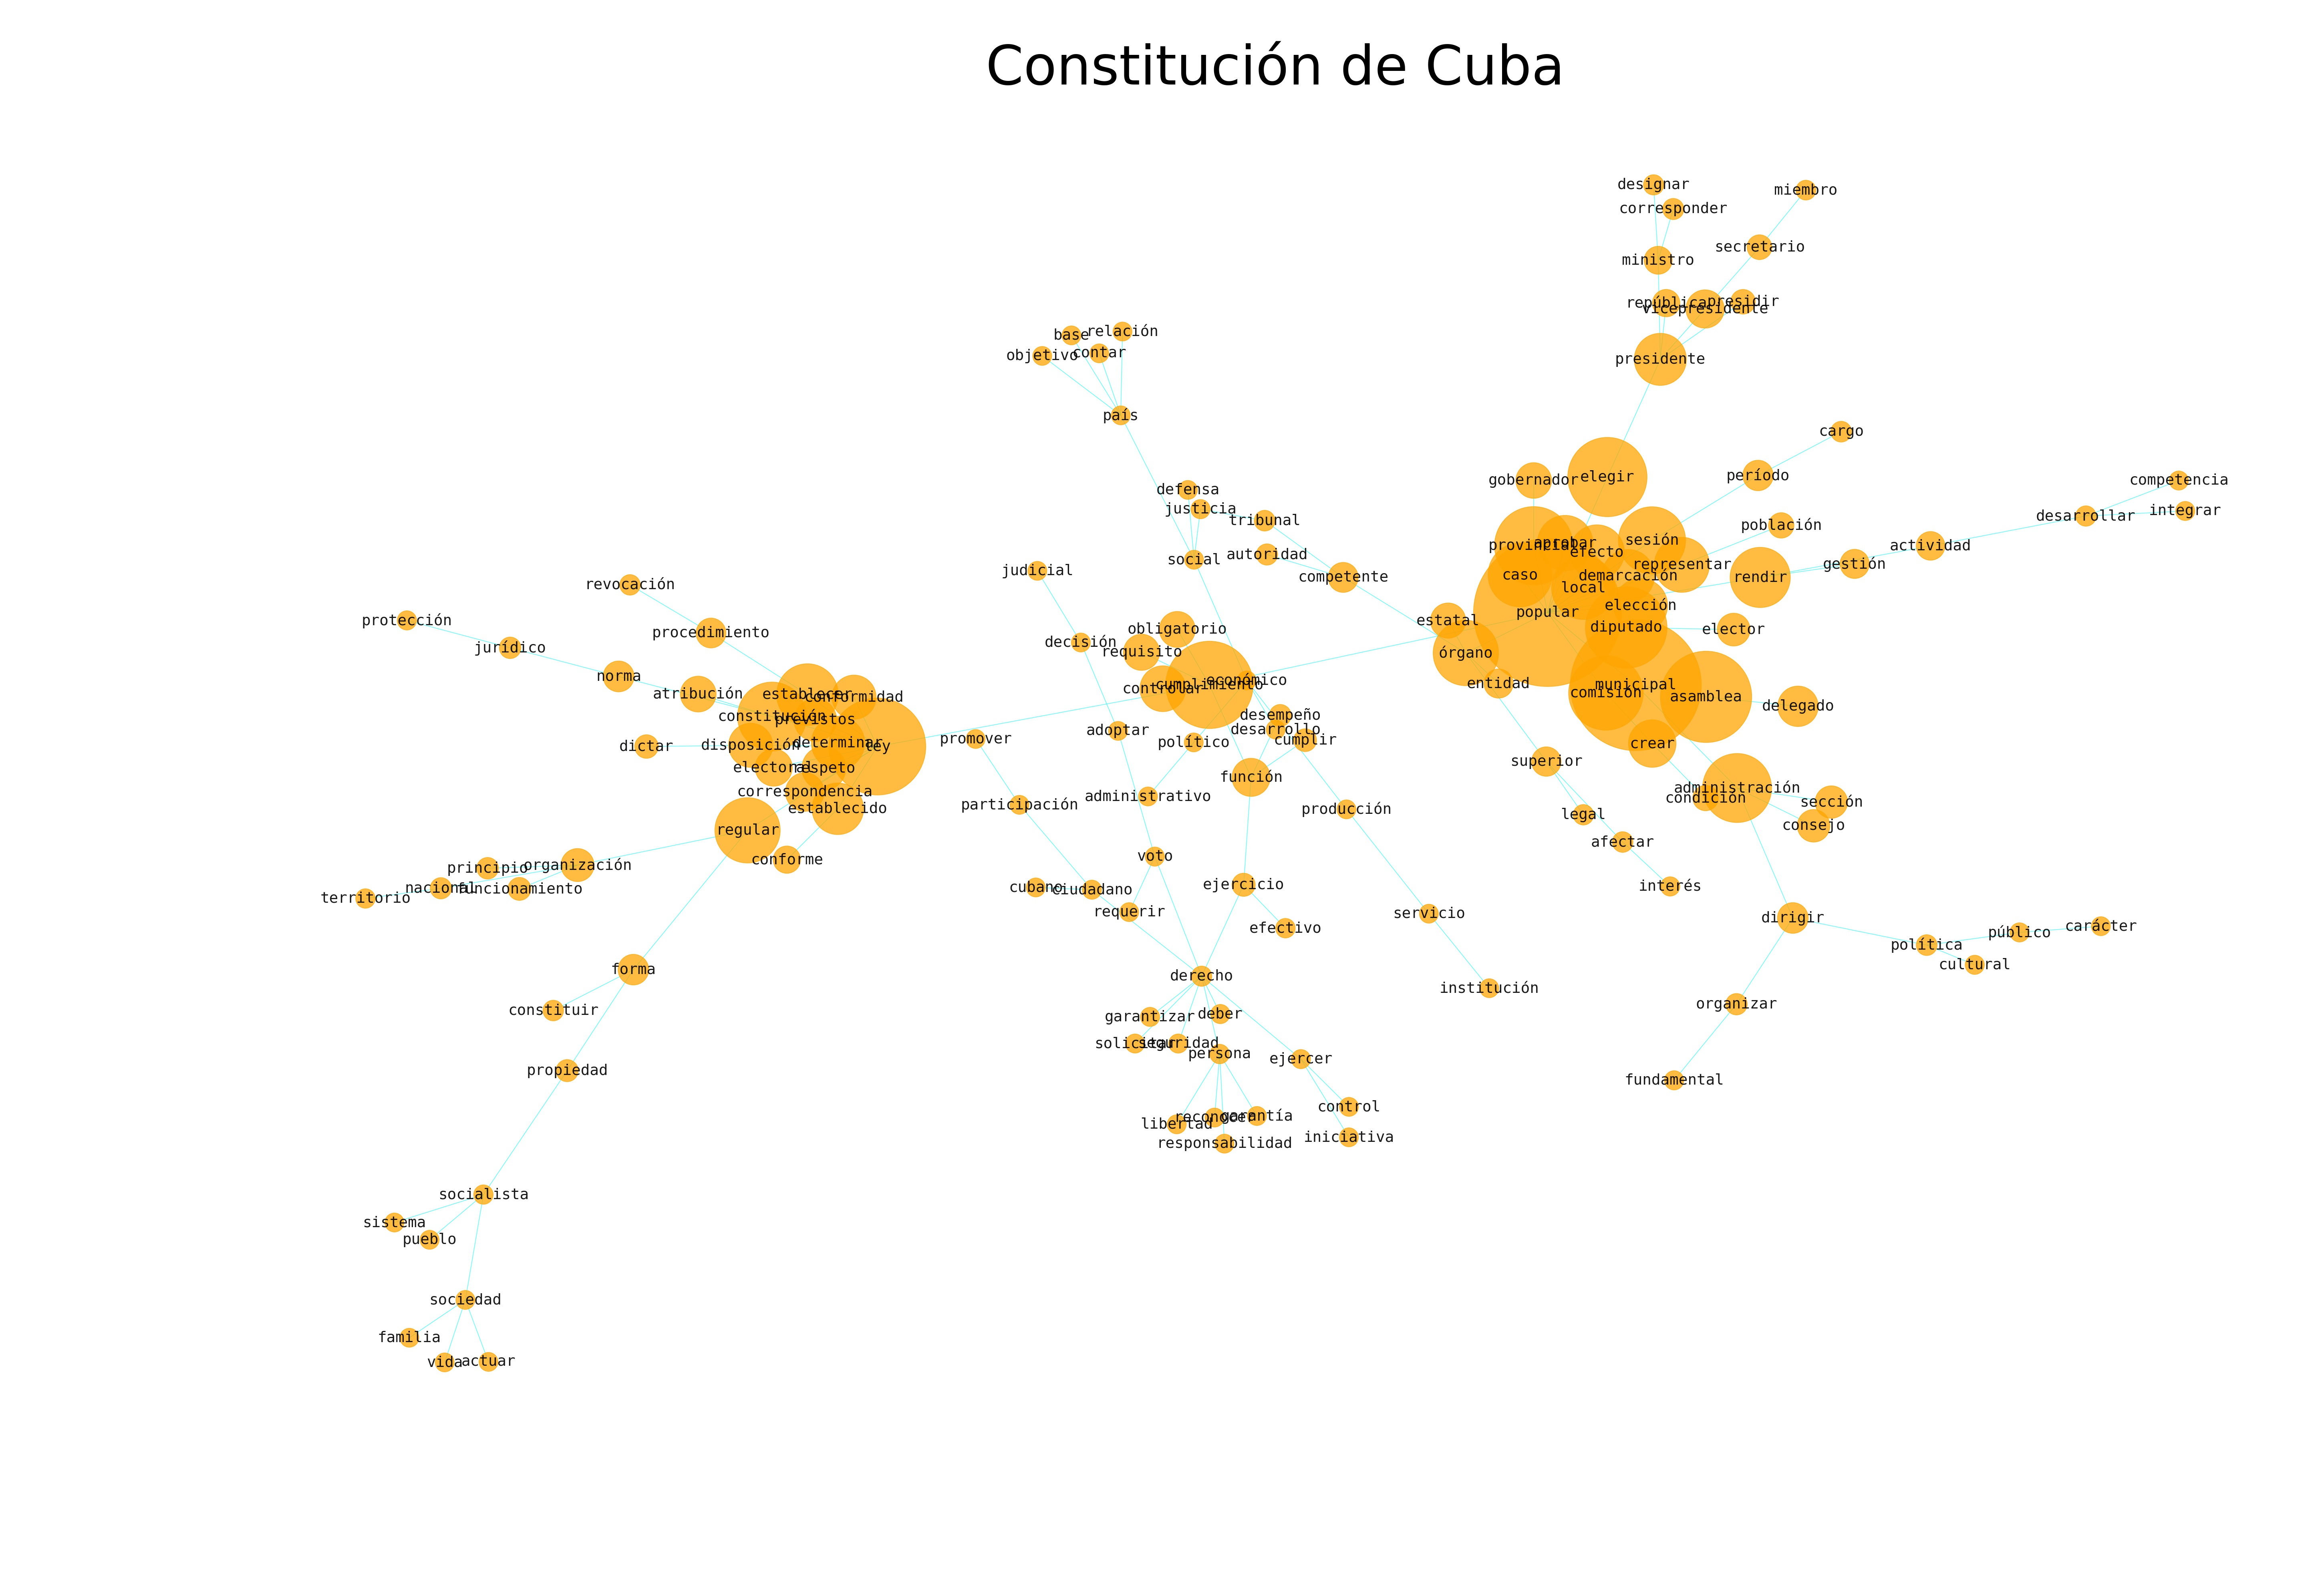 Constitución de Cuba
designar
miembro
corresponder
secretario
ministro
república
presidir
vicepresidente
base
relación
objetivo
contar
presidente
país
cargo
elegir
gobernador
período
competencia
defensa
justicia
integrar
tribunal
desarrollar
población
sesión
provincial
aprobar
actividad
efecto
autoridad
social
representar
gestión
judicial
competente
caso
demarcación
rendir
revocación
local
elección
popular
protección
estatal
diputado
elector
obligatorio
procedimiento
decisión
jurídico
requisito
órgano
norma
económico
entidad
municipal
cumplimiento
controlar
comisión
asamblea
atribución
establecer
conformidad
delegado
constitución
previstos
desempeño
desarrollo
adoptar
promover
cumplir
político
determinar
crear
disposición
dictar
ley
superior
electoral
respeto
función
administración
correspondencia
administrativo
condición
sección
participación
establecido
producción
legal
consejo
regular
afectar
voto
conforme
organización
principio
ejercicio
interés
nacional
funcionamiento
cubano
ciudadano
territorio
requerir
servicio
dirigir
efectivo
carácter
público
política
cultural
forma
derecho
institución
organizar
constituir
garantizar
deber
solicitar
seguridad
persona
ejercer
propiedad
fundamental
control
reconocer
garantía
libertad
iniciativa
responsabilidad
socialista
sistema
pueblo
sociedad
familia
vida
actuar